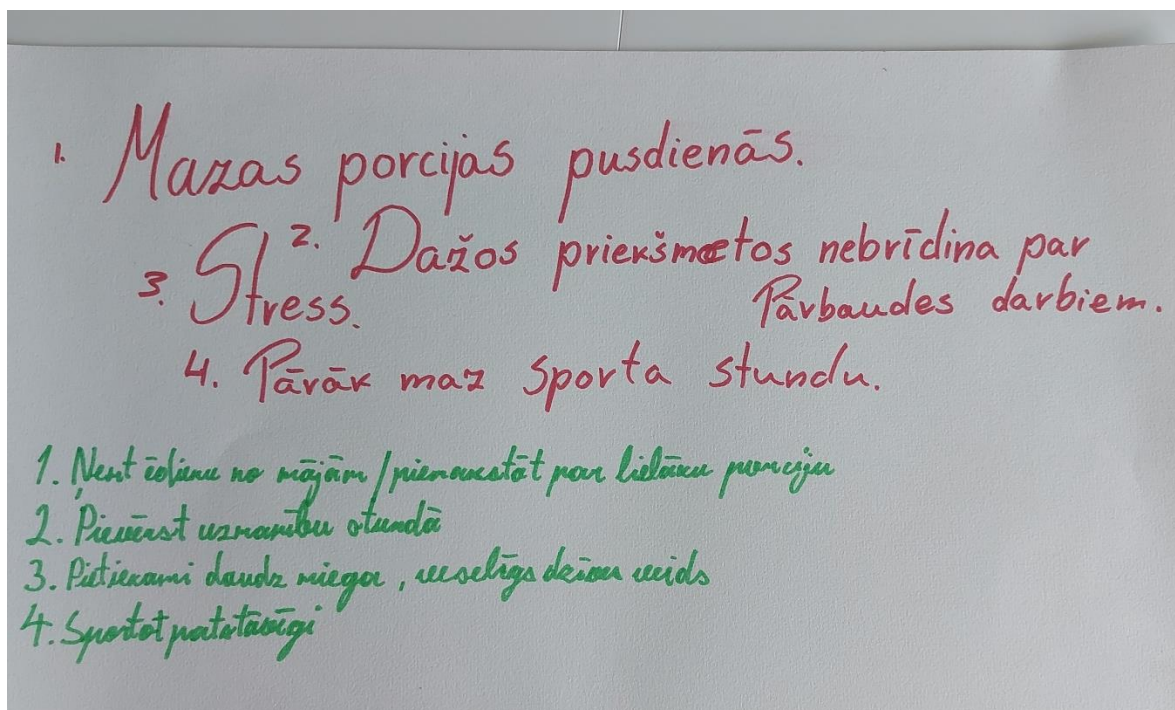 1. Mazas porcijas pusdienās.
2. Dažos priekšmetos nebrīdina par
Pārbaudes darbiem.
3. Stress.
4. Pārāk maz sporta stundu.
1. Ņemt ēdienu no mājām / pierakstāt par lielāku porciju
2. Pievērst uzmanību stundā
3. Pietiekami daudz miega, veselīgs dzīves veids
4. Sportot patstāvīgi